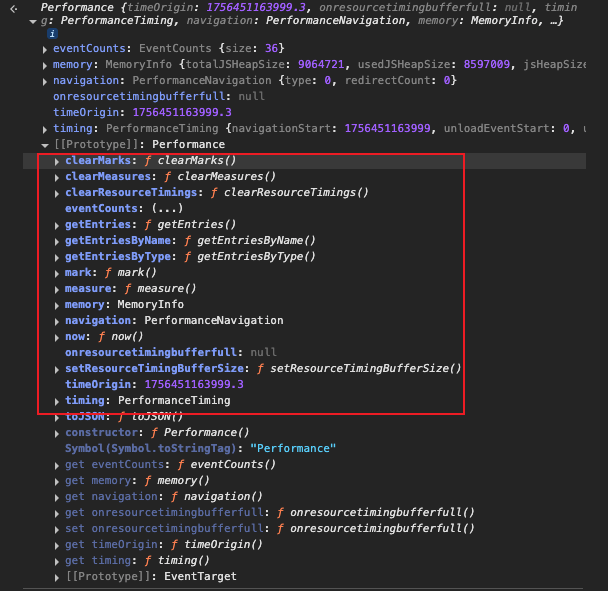 Performance {timeOrigin: 1756451163999.3, onresourcetimingbufferfull: null, timin
g: PerformanceTiming, navigation: PerformanceNavigation, memory: MemoryInfo, …}
i
eventCounts: EventCounts {size: 36}
memory: MemoryInfo {totalJSHeapSize: 9064721, usedJSHeapSize: 8597009, jsHeapSize
navigation: PerformanceNavigation {type: 0, redirectCount: 0}
onresourcetimingbufferfull: null
timeOrigin: 1756451163999.3
timing: PerformanceTiming {navigationStart: 1756451163999, unloadEventStart: 0, u
[[Prototype]]: Performance
clearMarks: ƒ clearMarks()
clearMeasures: ƒ clearMeasures()
clearResourceTimings: ƒ clearResourceTimings()
eventCounts: (...)
getEntries: ƒ getEntries()
getEntriesByName: ƒ getEntriesByName()
getEntriesByType: ƒ getEntriesByType()
mark: ƒ mark()
measure: ƒ measure()
memory: MemoryInfo
navigation: PerformanceNavigation
now: ƒ now()
onresourcetimingbufferfull: null
setResourceTimingBufferSize: ƒ setResourceTimingBufferSize()
timeOrigin: 1756451163999.3
timing: PerformanceTiming
toJSON: ƒ toJSON()
constructor: ƒ Performance()
Symbol(Symbol.toStringTag): "Performance"
get eventCounts: ƒ eventCounts()
get memory: ƒ memory()
get navigation: ƒ navigation()
get onresourcetimingbufferfull: ƒ onresourcetimingbufferfull()
set onresourcetimingbufferfull: ƒ onresourcetimingbufferfull()
get timeOrigin: ƒ timeOrigin()
get timing: ƒ timing()
[[Prototype]]: EventTarget